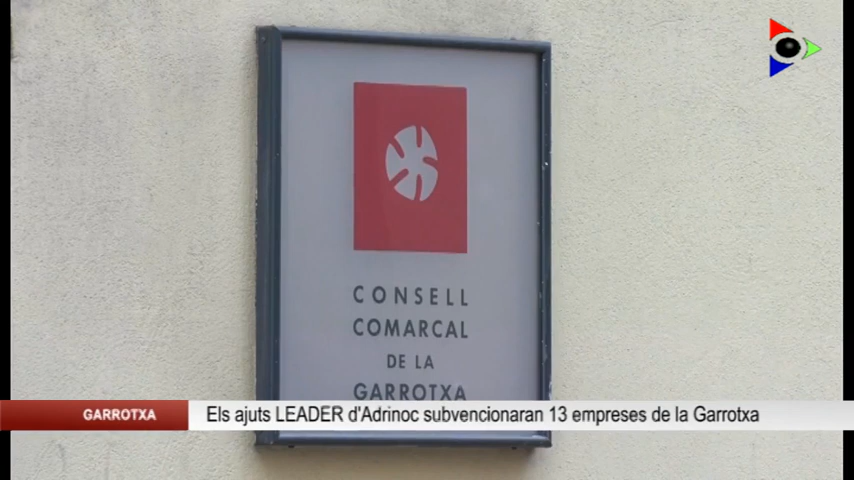 CONSELL
COMARCAL
DE LA
GARROTXA
GARROTXA
Els ajuts LEADER d'Adrinoc subvencionaran 13 empreses de la Garrotxa